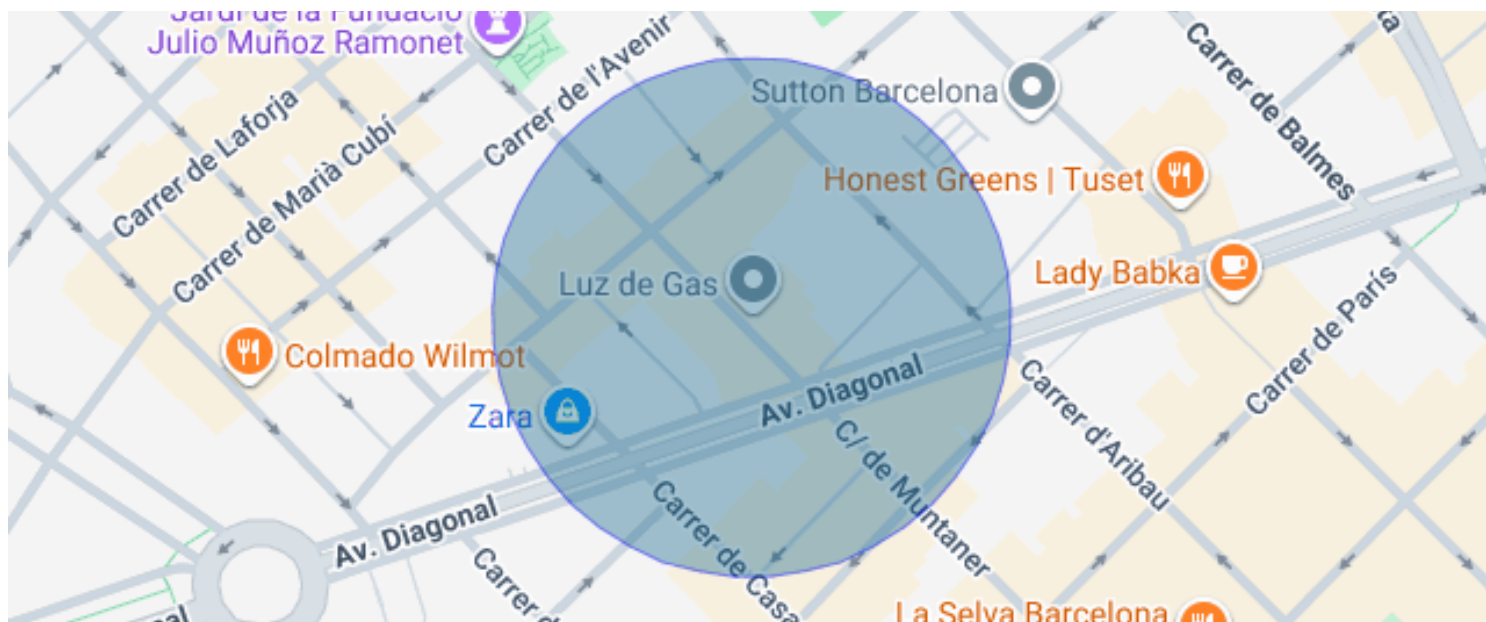 Jardí de la Fundació
Julio Muñoz Ramonet
Carrer de l'Avenir
Sutton Barcelona
Carrer de Balmes
Carrer de Laforja
Carrer de Marià Cubí
Honest Greens | Tuset
Luz de Gas
Lady Babka
Carrer de París
Colmado Wilmot
Zara
Av. Diagonal
Carrer d'Aribau
C/ de Muntaner
Av. Diagonal
Carrer de Casa
Carrer d
La Selva Barcelona